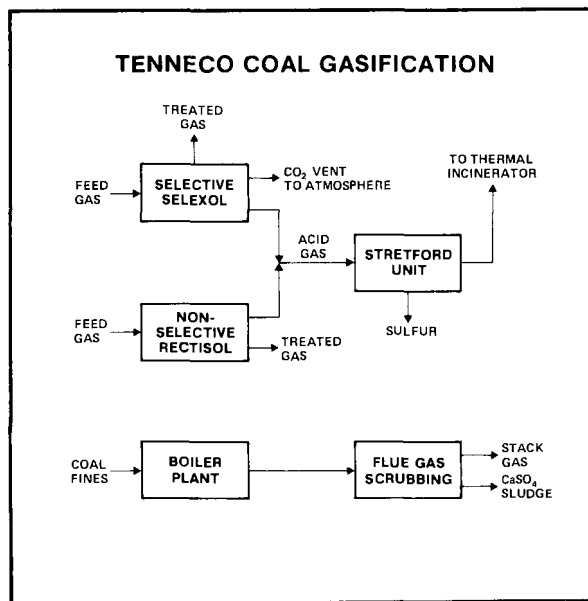 TENNECO COAL GASIFICATION
TREATED
GAS
FEED
GAS
SELECTIVE
SELEXOL
CO₂ VENT
TO ATMOSPHERE
TO THERMAL
INCINERATOR
ACID
GAS
STRETFORD
UNIT
SULFUR
FEED
GAS
NON-
SELECTIVE
RECTISOL
TREATED
GAS
COAL
FINES
BOILER
PLANT
FLUE GAS
SCRUBBING
STACK
GAS
CaSO₄
SLUDGE